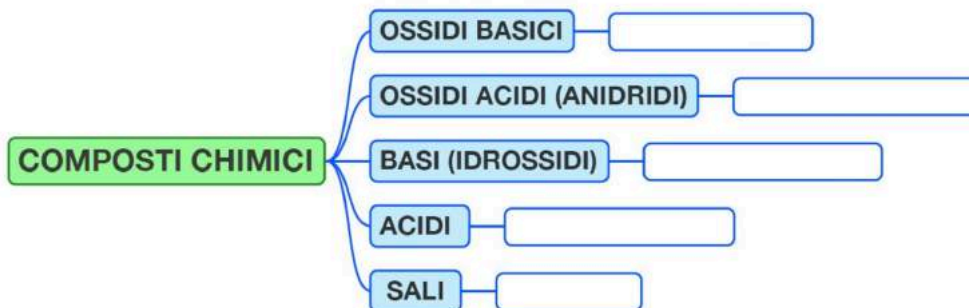 COMPOSTI CHIMICI
OSSIDI BASICI
OSSIDI ACIDI (ANIDRIDI)
BASI (IDROSSIDI)
ACIDI
SALI